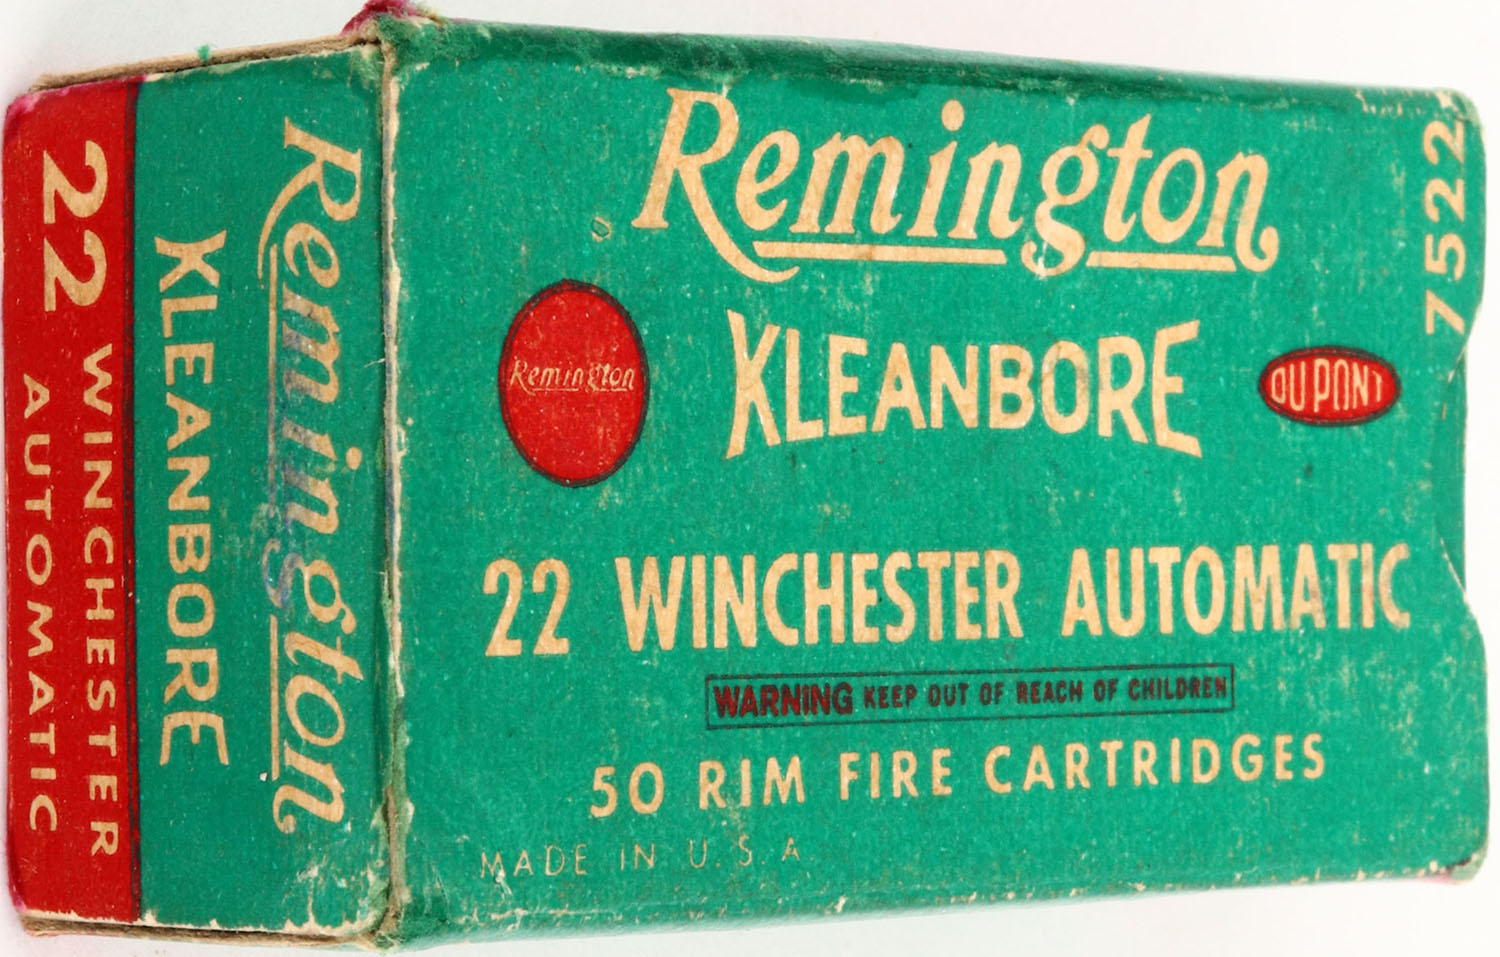 Remington
KLEANBORE
Remington
DU PONT
7522
22 WINCHESTER AUTOMATIC
WARNING KEEP OUT OF REACH OF CHILDREN
50 RIM FIRE CARTRIDGES
MADE IN U. S. A.
Remington
KLEANBORE
22 WINCHESTER
AUTOMATIC